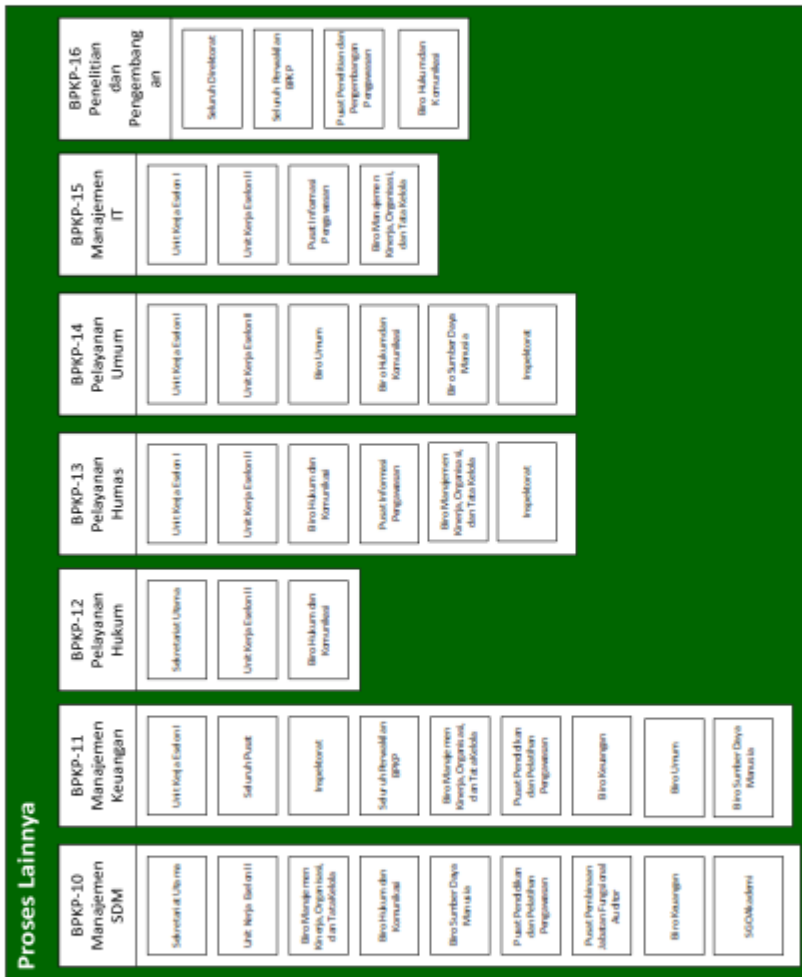 Proses Lainnya
BPKP-10
Manajemen
SDM
Sekretariat Utama
Unit Kerja Eselon II
Biro Manajemen
Kinerja, Organisasi,
dan TataKelola
Biro Hukum dan
Komunikasi
Biro Sumber Daya
Manusia
Pusat Pendidikan
dan Pelatihan
Pengawasan
Pusat Pembinaan
Jabatan Fungsional
Auditor
Biro Keuangan
SGO/Akademi
BPKP-11
Manajemen
Keuangan
Unit Kerja Eselon I
Seluruh Pusat
Inspektorat
Seluruh Perwakilan
BPKP
Biro Manajemen
Kinerja, Organisasi,
dan TataKelola
Pusat Pendidikan
dan Pelatihan
Pengawasan
Biro Keuangan
Biro Umum
Biro Sumber Daya
Manusia
BPKP-12
Pelayanan
Hukum
Sekretariat Utama
Unit Kerja Eselon II
Biro Hukum dan
Komunikasi
BPKP-13
Pelayanan
Humas
Unit Kerja Eselon I
Unit Kerja Eselon II
Biro Hukum dan
Komunikasi
Pusat Informasi
Pengawasan
Biro Manajemen
Kinerja, Organisasi,
dan Tata Kelola
Inspektorat
BPKP-14
Pelayanan
Umum
Unit Kerja Eselon I
Unit Kerja Eselon II
Biro Umum
Biro Hukum dan
Komunikasi
Biro Sumber Daya
Manusia
Inspektorat
BPKP-15
Manajemen
IT
Unit Kerja Eselon I
Unit Kerja Eselon II
Pusat Informasi
Pengawasan
Biro Manajemen
Kinerja, Organisasi,
dan Tata Kelola
BPKP-16
Penelitian
dan
Pengembang
an
Seluruh Direktorat
Seluruh Perwakilan
BPKP
Pusat Penelitian dan
Pengembangan
Pengawasan
Biro Hukum dan
Komunikasi